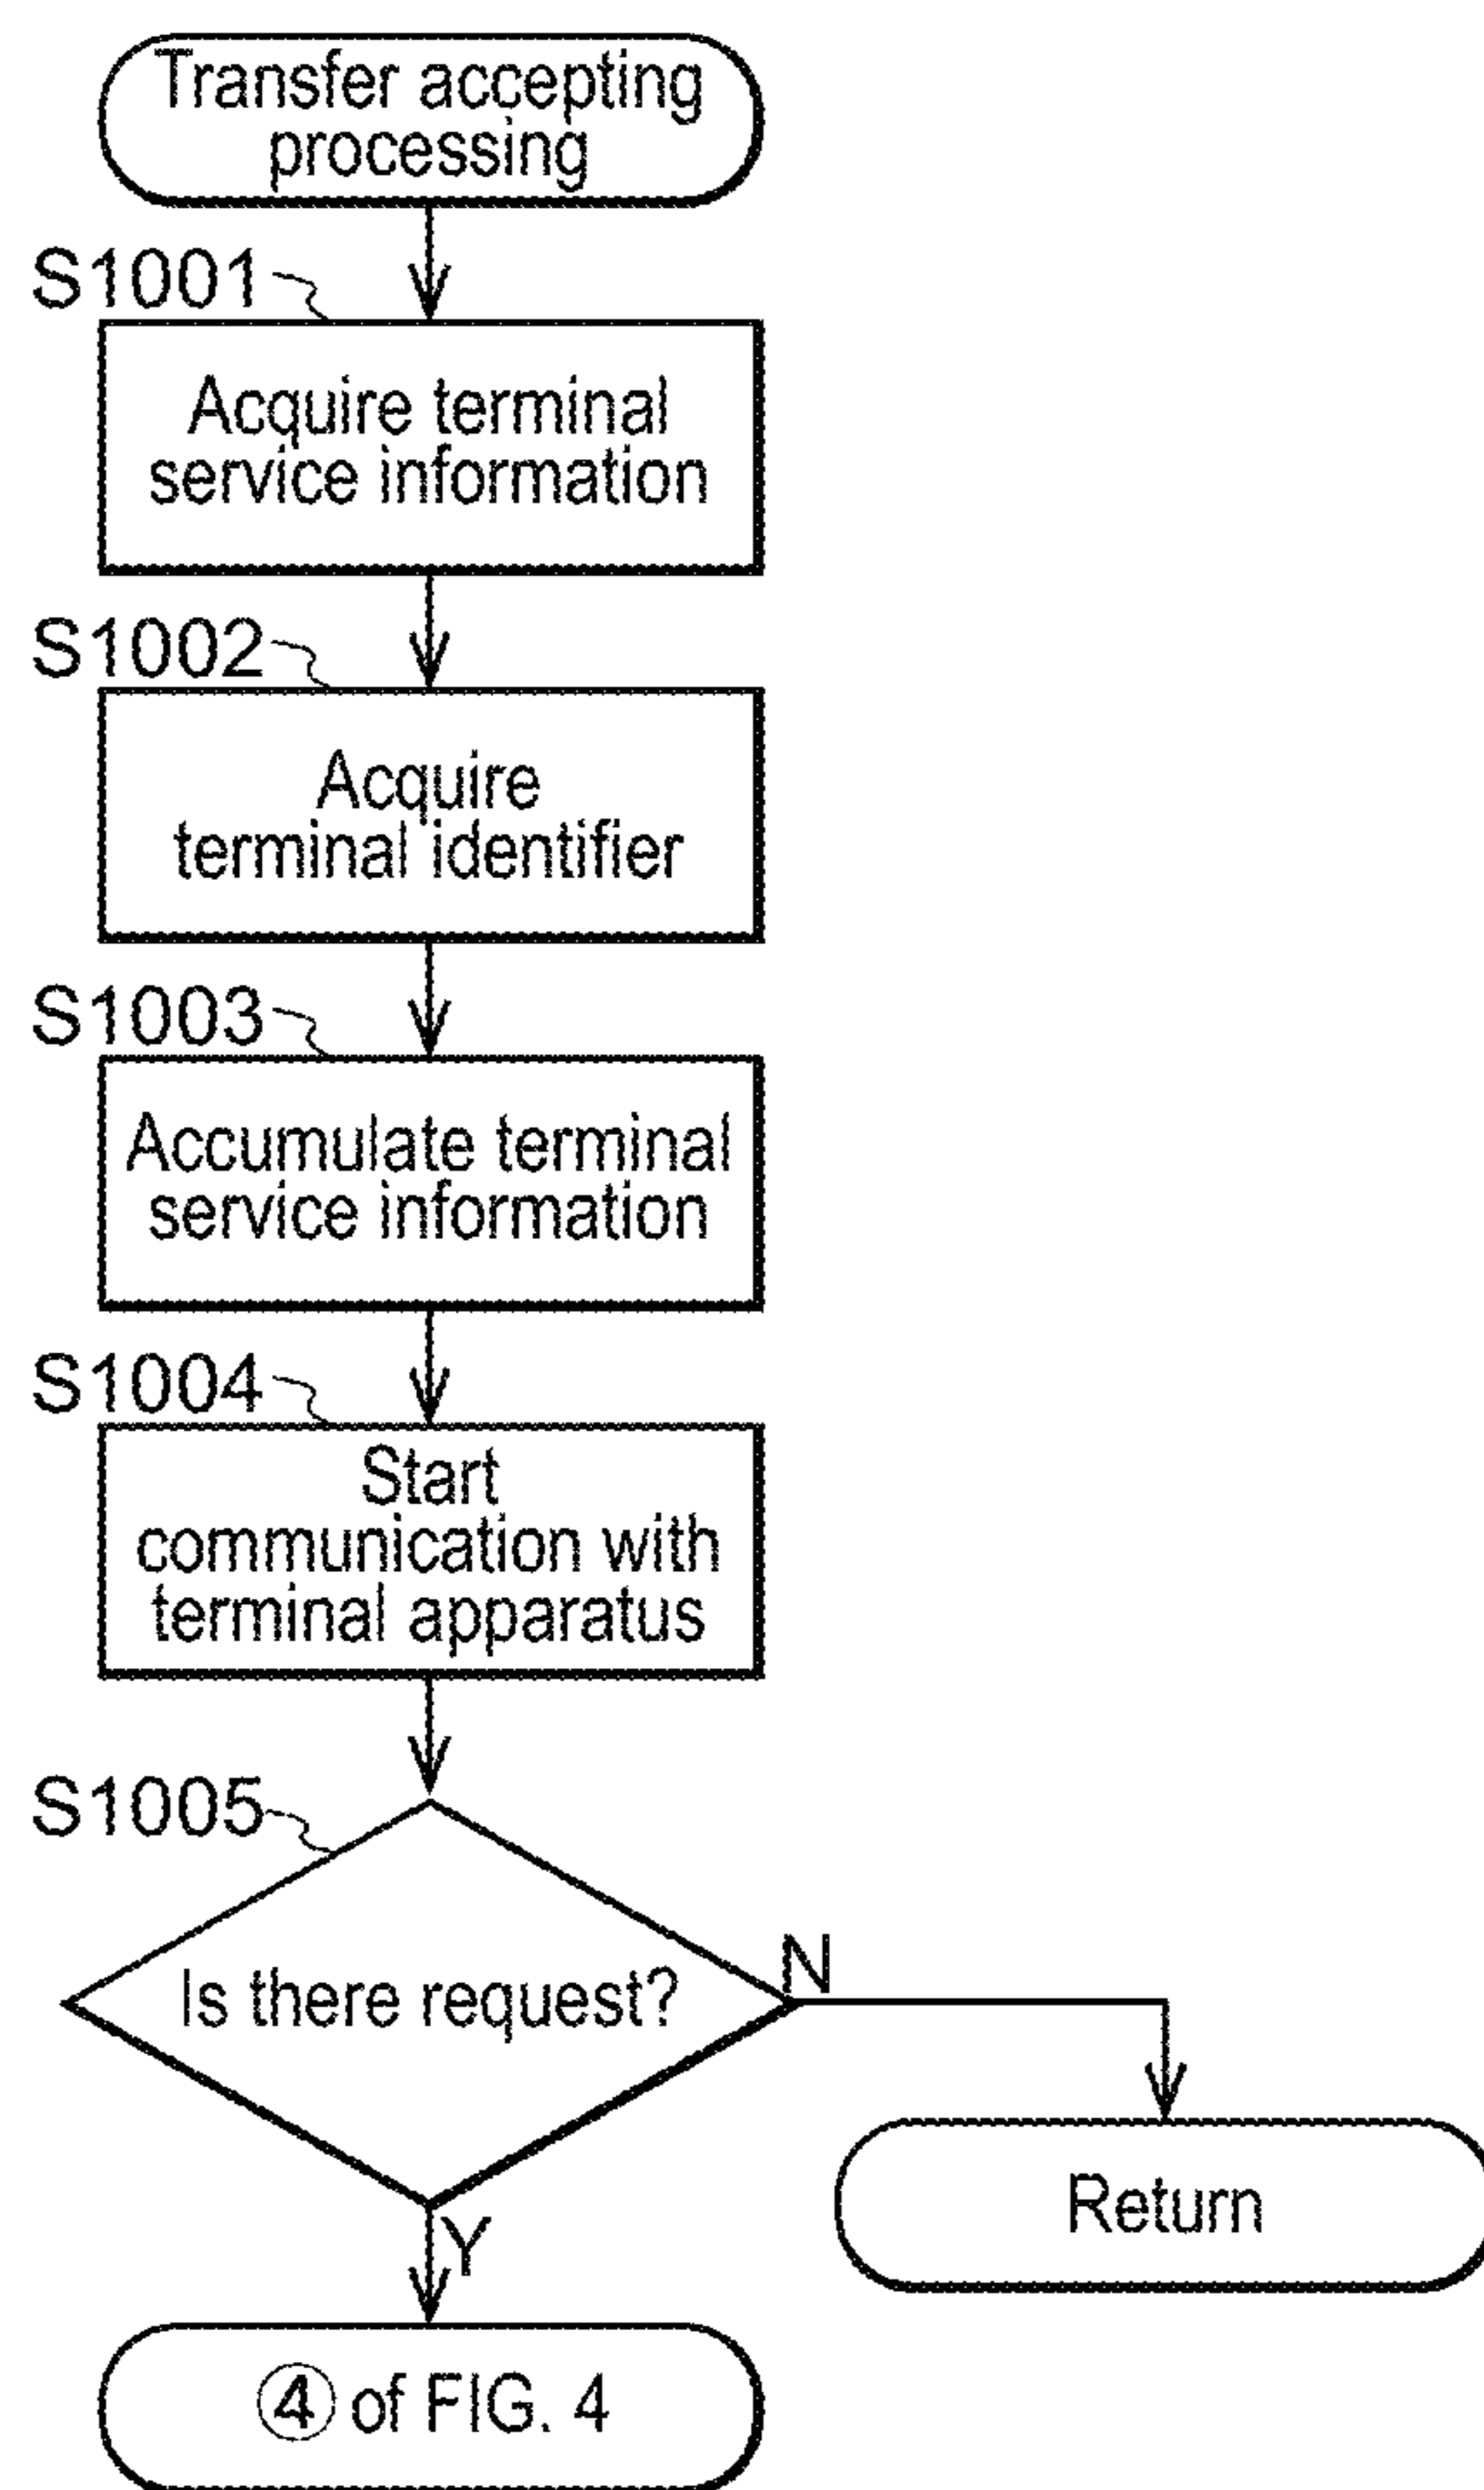 Transfer accepting
processing
S1001
Acquire terminal
service information
S1002
Acquire
terminal identifier
S1003
Accumulate terminal
service information
S1004
Start
communication with
terminal apparatus
S1005
Is there request?
N
Return
Y
④ of FIG. 4